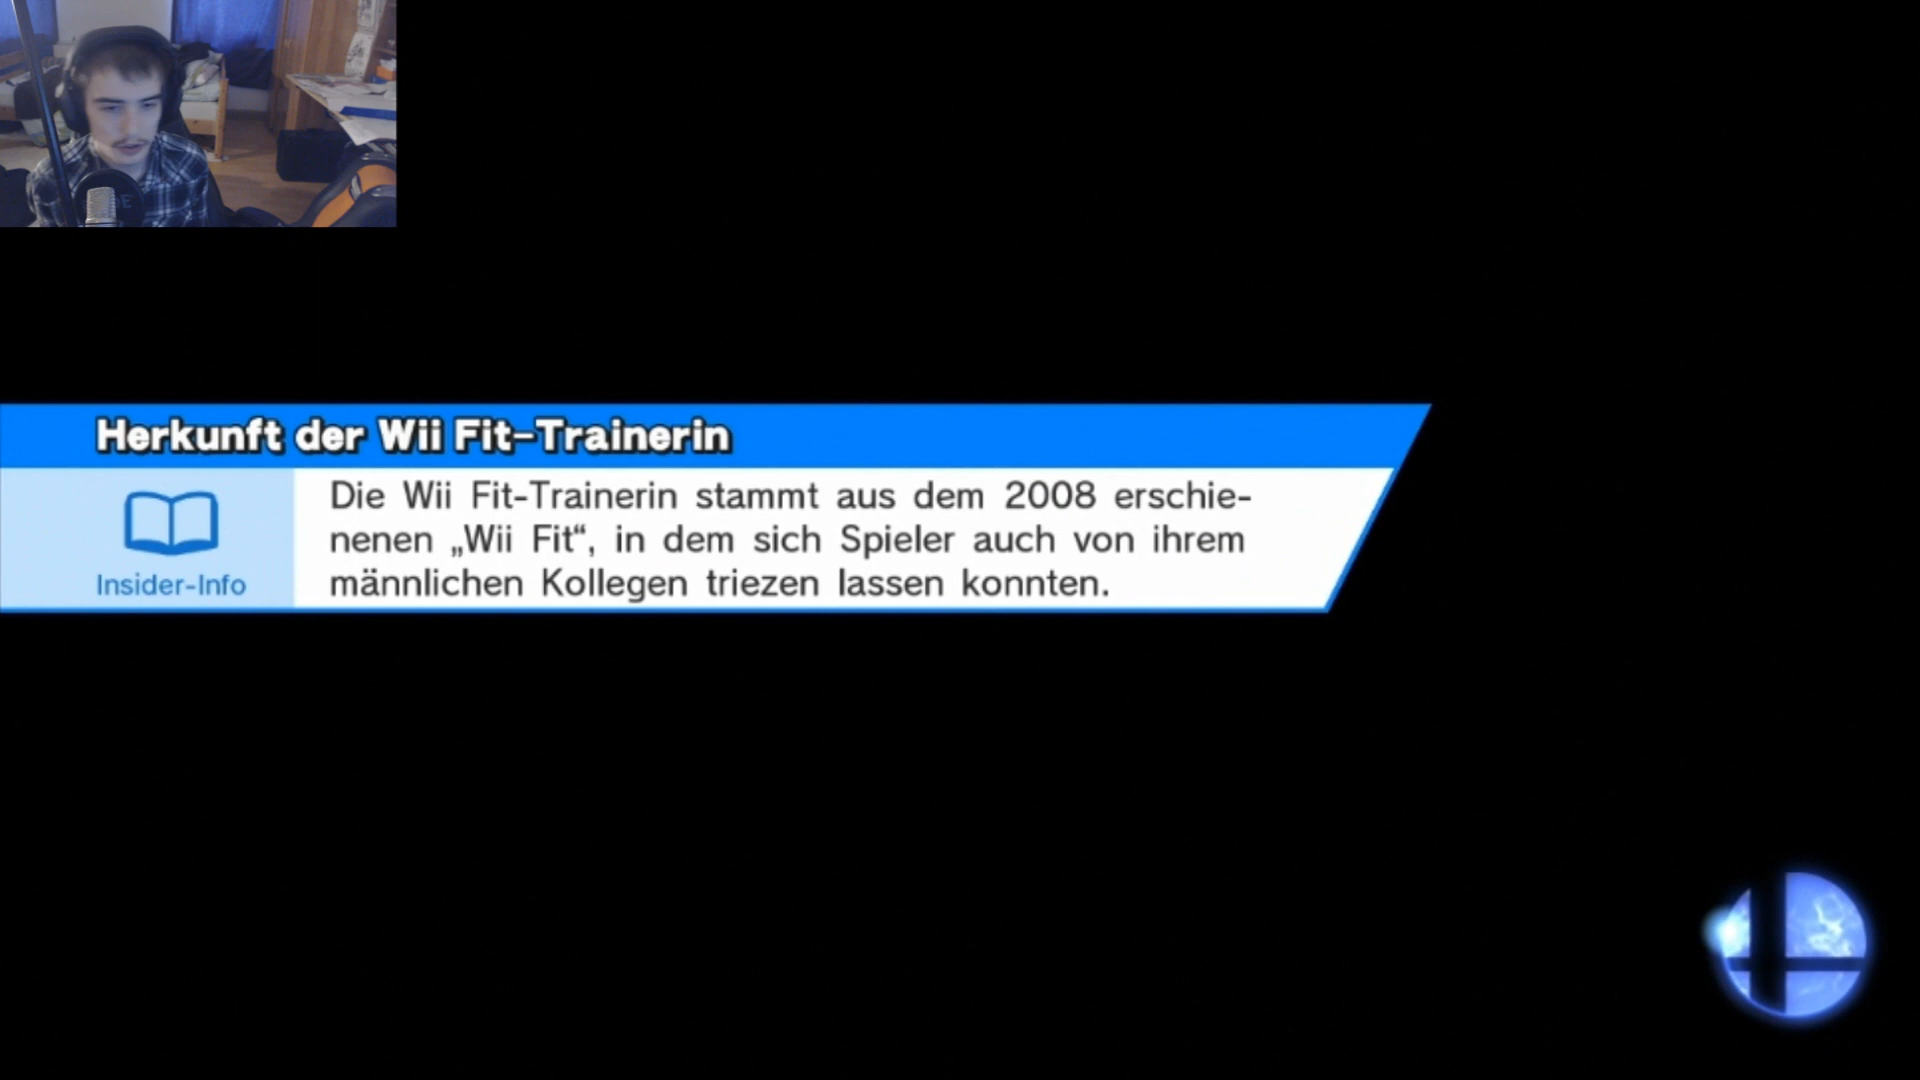 Herkunft der Wii Fit-Trainerin
Die Wii Fit-Trainerin stammt aus dem 2008 erschie-
nenen „Wii Fit“, in dem sich Spieler auch von ihrem
männlichen Kollegen triezen lassen konnten.
Insider-Info